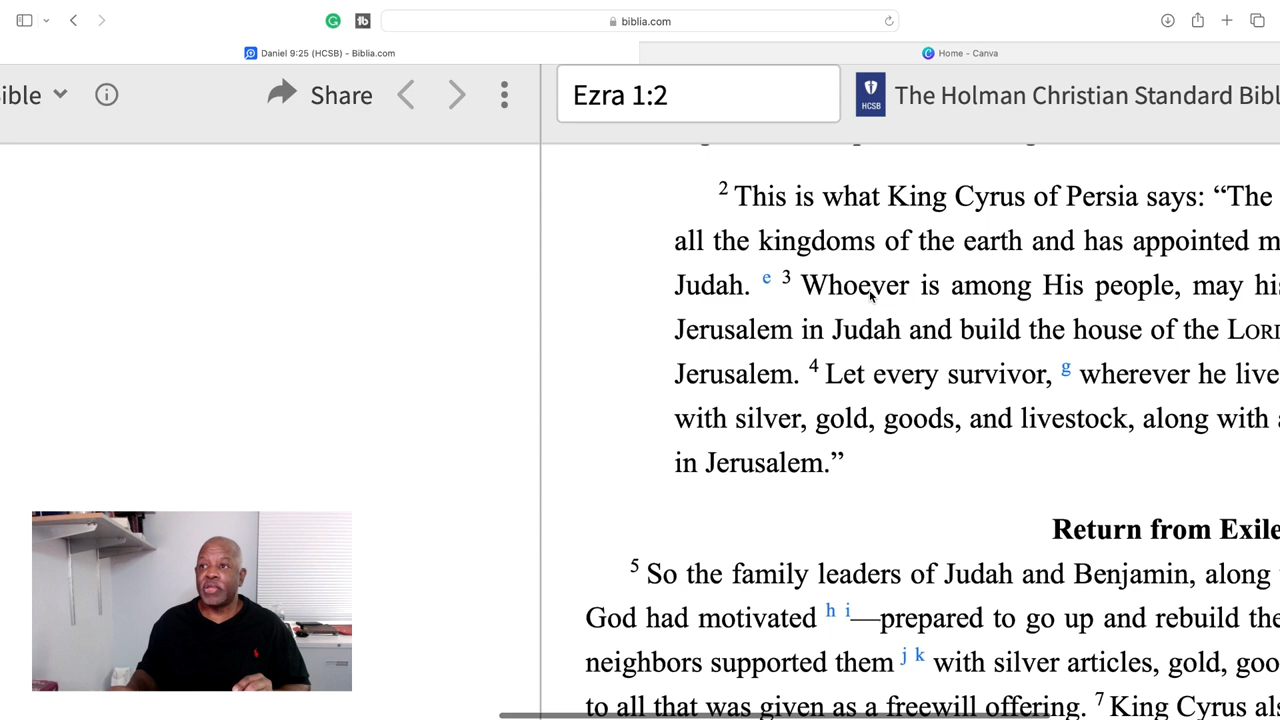 biblia.com
Daniel 9:25 (HCSB) - Biblia.com
Home - Canva
ible
Share
Ezra 1:2
HCSB
The Holman Christian Standard Bibl
2 This is what King Cyrus of Persia says: “The
all the kingdoms of the earth and has appointed m
Judah. e 3 Whoever is among His people, may his
Jerusalem in Judah and build the house of the LORD
Jerusalem. 4 Let every survivor, g wherever he live
with silver, gold, goods, and livestock, along with a
in Jerusalem.”
Return from Exile
5 So the family leaders of Judah and Benjamin, along
God had motivated h i—prepared to go up and rebuild the
neighbors supported them j k with silver articles, gold, goo
to all that was given as a freewill offering. 7 King Cyrus als